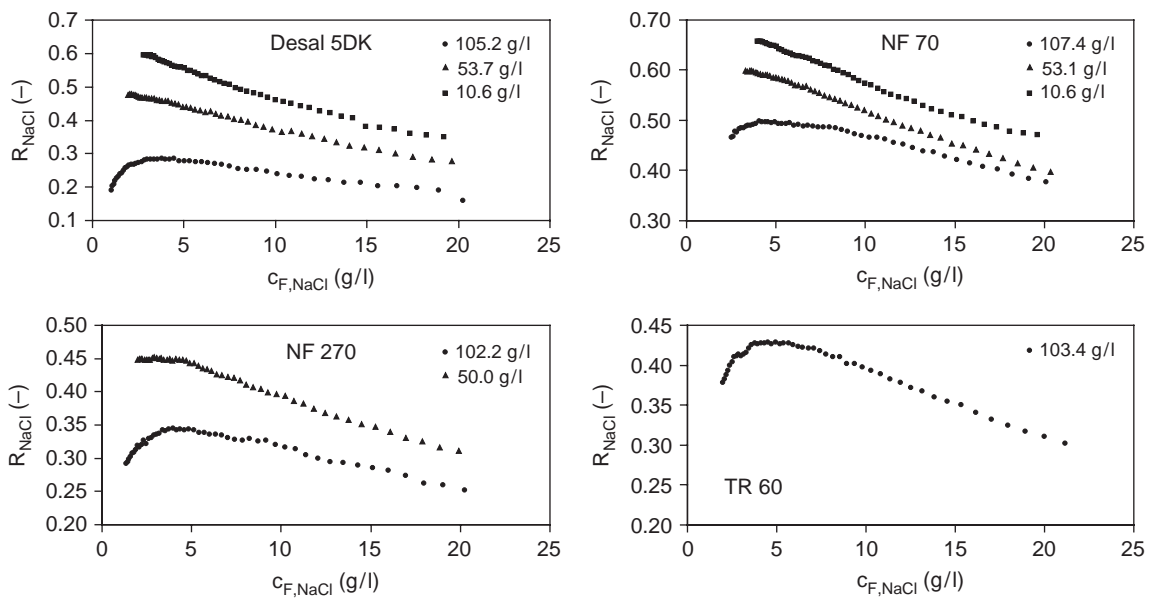 Desal 5DK
105.2 g/l
53.7 g/l
10.6 g/l
R_NaCl (–)
0.7
0.6
0.5
0.4
0.3
0.2
0.1
0 5 10 15 20 25
c_F,NaCl (g/l)
NF 70
107.4 g/l
53.1 g/l
10.6 g/l
R_NaCl (–)
0.70
0.60
0.50
0.40
0.30
0 5 10 15 20 25
c_F,NaCl (g/l)
NF 270
102.2 g/l
50.0 g/l
R_NaCl (–)
0.50
0.45
0.40
0.35
0.30
0.25
0.20
0 5 10 15 20 25
c_F,NaCl (g/l)
103.4 g/l
R_NaCl (–)
0.45
0.40
0.35
0.30
0.25
0.20
TR 60
0 5 10 15 20 25
c_F,NaCl (g/l)